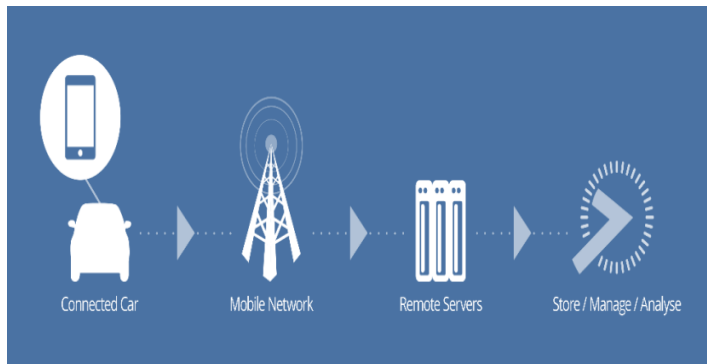 Connected Car
Mobile Network
Remote Servers
Store / Manage / Analyse